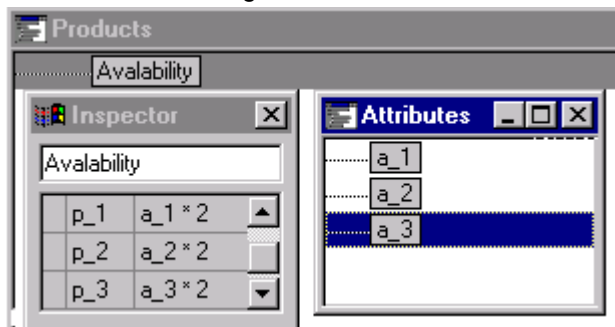 Products
Avalability
Inspector
Avalability
p_1 a_1 * 2
p_2 a_2 * 2
p_3 a_3 * 2
Attributes
a_1
a_2
a_3